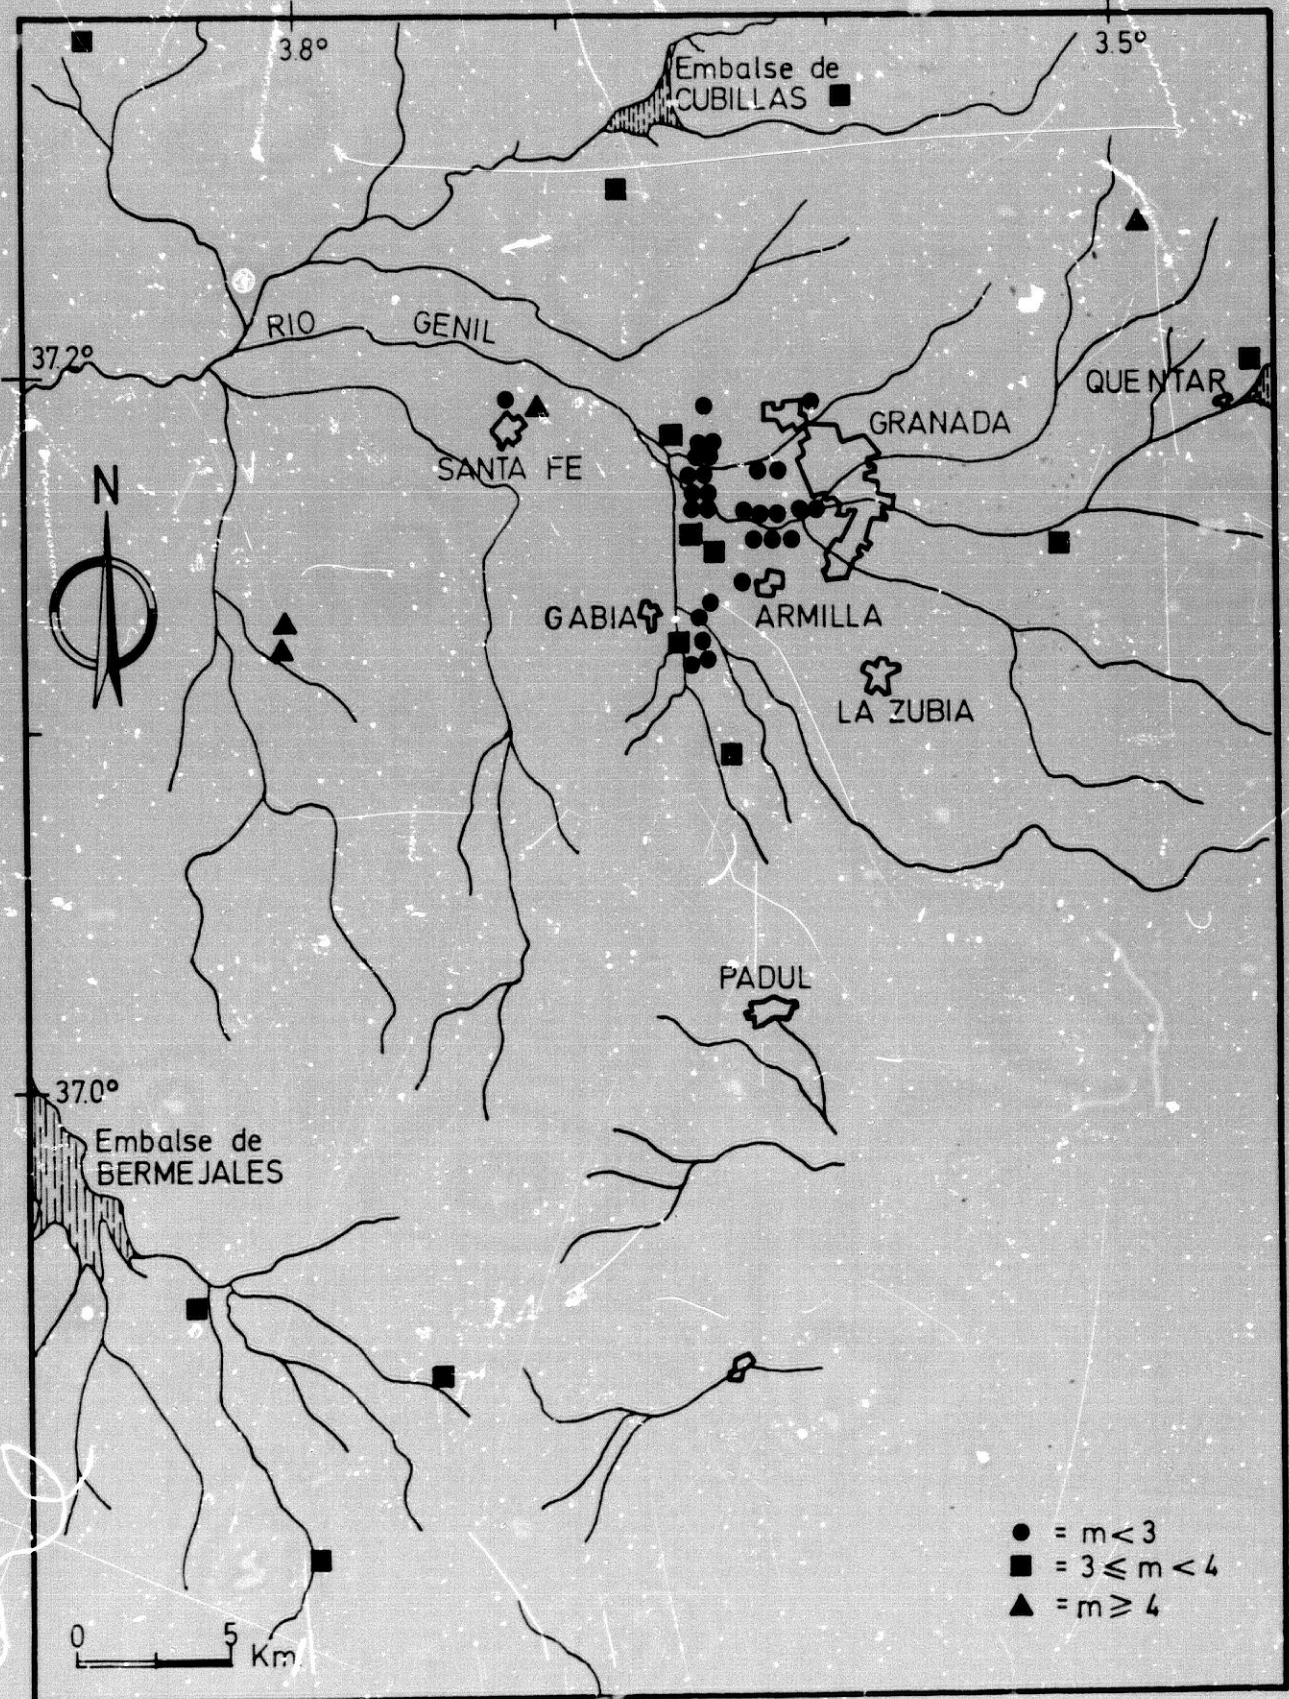 3.8°
3.5°
Embalse de
CUBILLAS
RIO GENIL
37.2°
QUENTAR
GRANADA
SANTA FE
N
GABIA
ARMILLA
LA ZUBIA
PADUL
37.0°
Embalse de
BERMEJALES
● = m < 3
■ = 3 ⩽ m < 4
▲ = m ⩾ 4
0 5 Km.